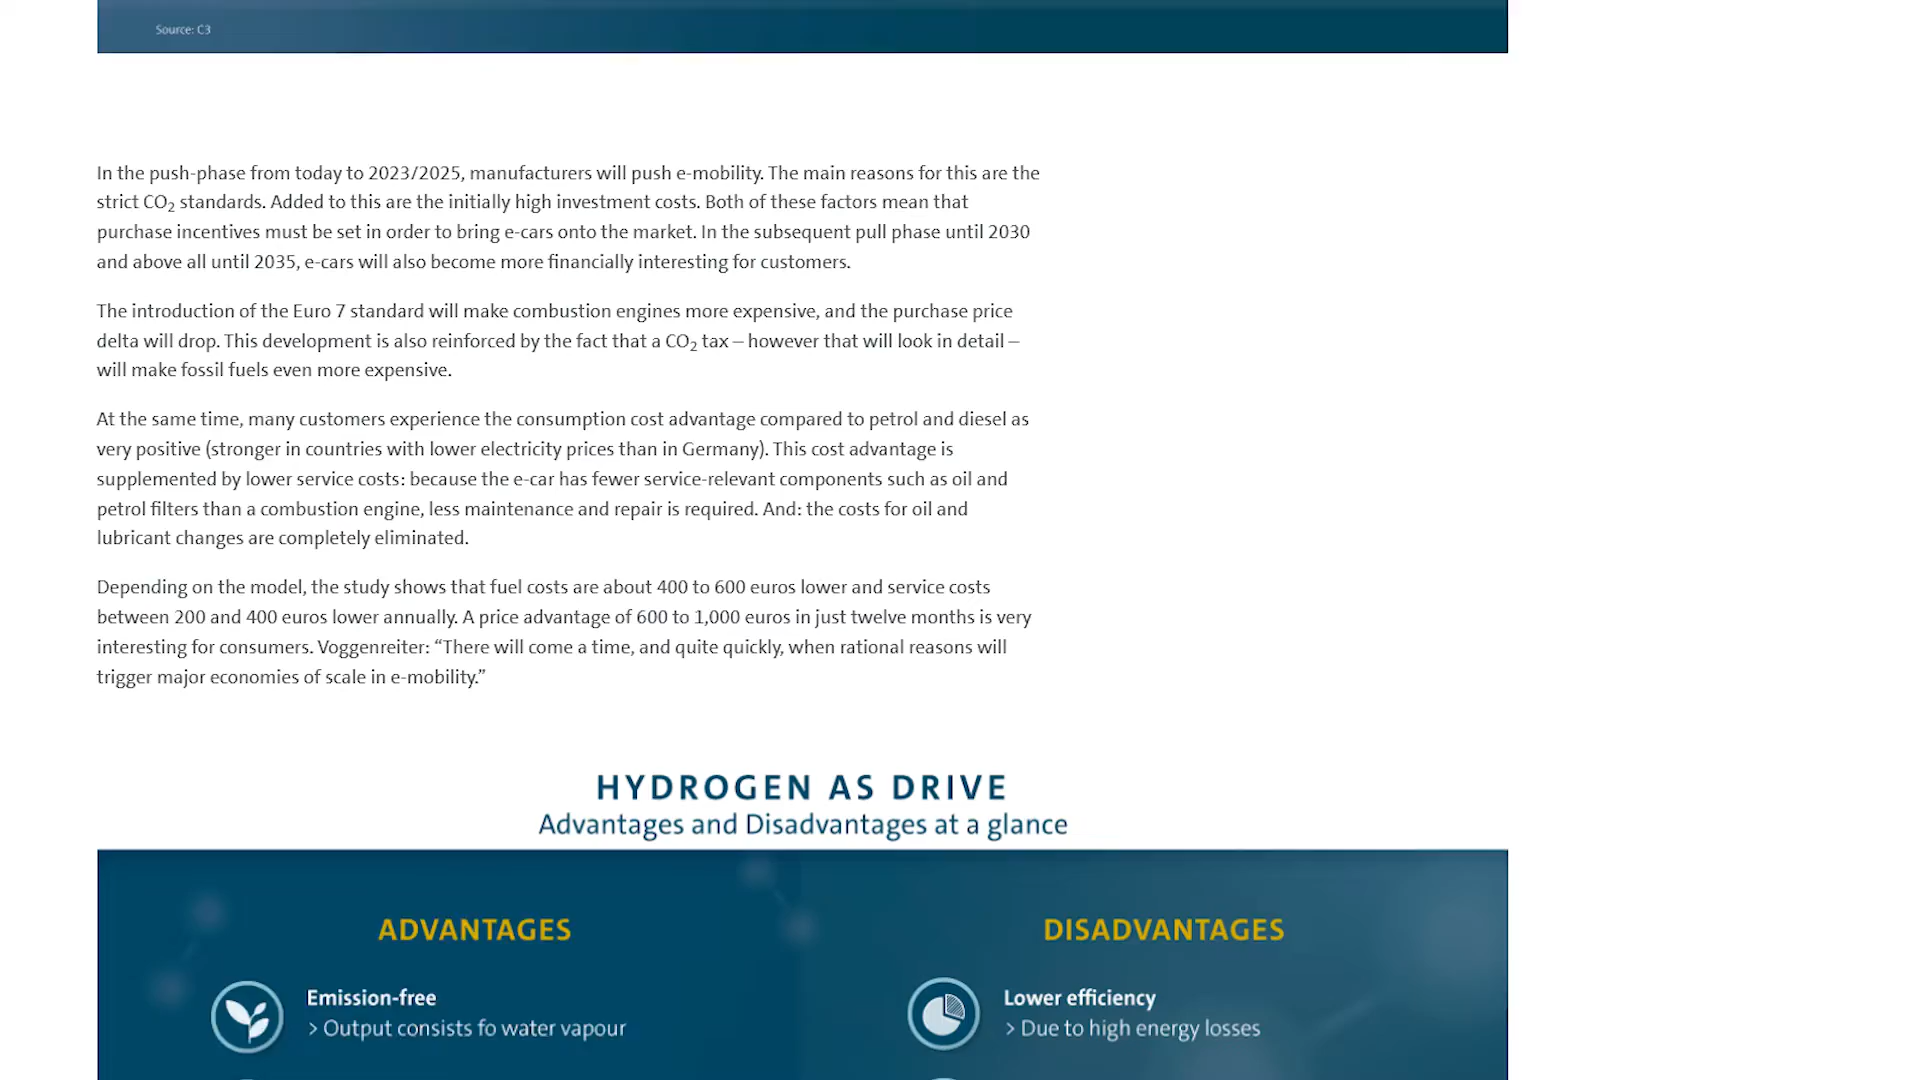 Source: C3
In the push-phase from today to 2023/2025, manufacturers will push e-mobility. The main reasons for this are the
strict CO₂ standards. Added to this are the initially high investment costs. Both of these factors mean that
purchase incentives must be set in order to bring e-cars onto the market. In the subsequent pull phase until 2030
and above all until 2035, e-cars will also become more financially interesting for customers.
The introduction of the Euro 7 standard will make combustion engines more expensive, and the purchase price
delta will drop. This development is also reinforced by the fact that a CO₂ tax – however that will look in detail –
will make fossil fuels even more expensive.
At the same time, many customers experience the consumption cost advantage compared to petrol and diesel as
very positive (stronger in countries with lower electricity prices than in Germany). This cost advantage is
supplemented by lower service costs: because the e-car has fewer service-relevant components such as oil and
petrol filters than a combustion engine, less maintenance and repair is required. And: the costs for oil and
lubricant changes are completely eliminated.
Depending on the model, the study shows that fuel costs are about 400 to 600 euros lower and service costs
between 200 and 400 euros lower annually. A price advantage of 600 to 1,000 euros in just twelve months is very
interesting for consumers. Voggenreiter: “There will come a time, and quite quickly, when rational reasons will
trigger major economies of scale in e-mobility.”
HYDROGEN AS DRIVE
Advantages and Disadvantages at a glance
ADVANTAGES
Emission-free
> Output consists fo water vapour
DISADVANTAGES
Lower efficiency
> Due to high energy losses